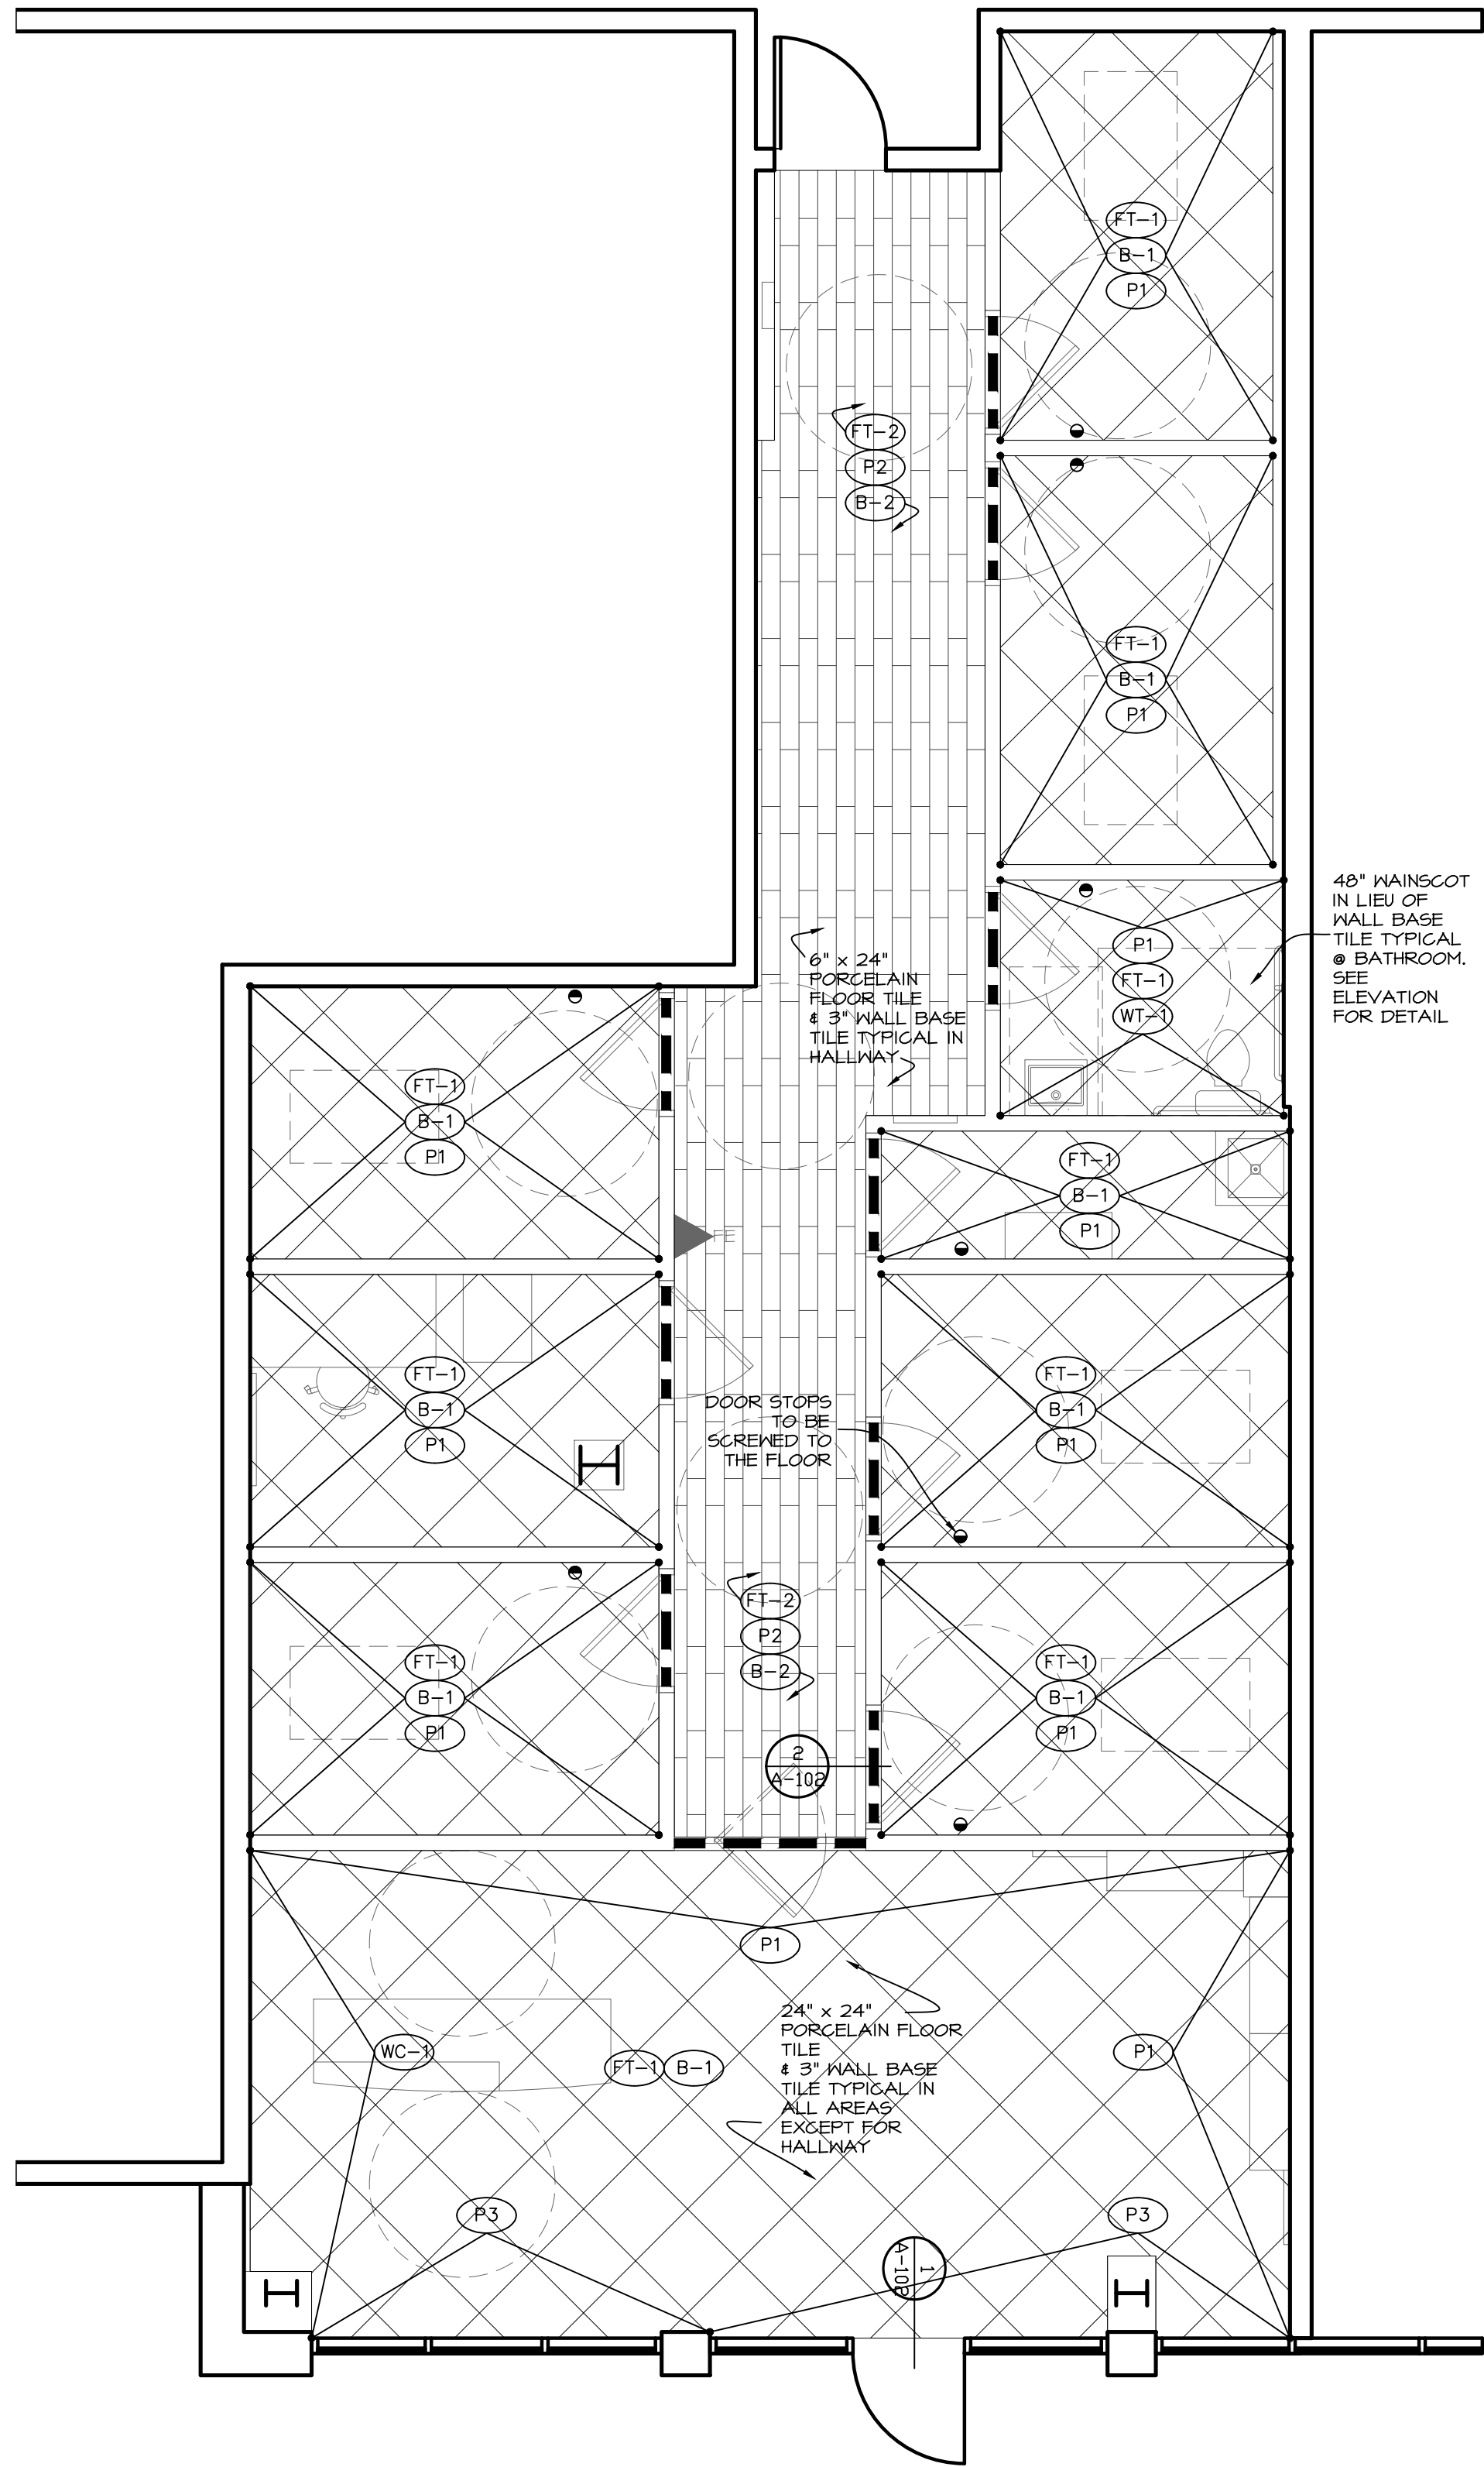 FT-1
B-1
P1
FT-2
P2
B-2
FT-1
B-1
P1
48" WAINSCOT
IN LIEU OF
WALL BASE
TILE TYPICAL
@ BATHROOM.
SEE
ELEVATION
FOR DETAIL
P1
FT-1
WT-1
6" x 24"
PORCELAIN
FLOOR TILE
& 3" WALL BASE
TILE TYPICAL IN
HALLWAY
FT-1
B-1
P1
FT-1
B-1
P1
FT-1
B-1
P1
DOOR STOPS
TO BE
SCREWED TO
THE FLOOR
FT-1
B-1
P1
FT-1
B-1
P1
FT-2
P2
B-2
FT-1
B-1
P1
2
A-102
P1
WC-1
FT-1
B-1
24" x 24"
PORCELAIN FLOOR
TILE
& 3" WALL BASE
TILE TYPICAL IN
ALL AREAS
EXCEPT FOR
HALLWAY
P1
P3
P3
1
A-102